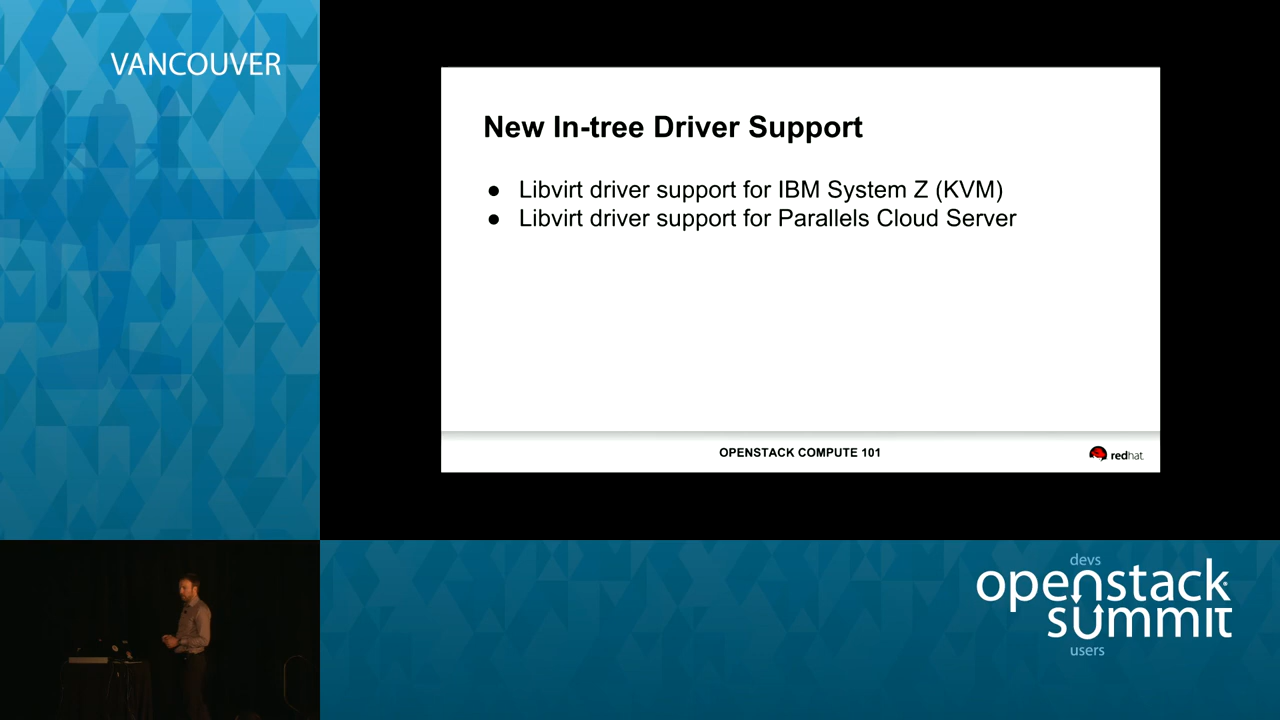 VANCOUVER
New In-tree Driver Support
● Libvirt driver support for IBM System Z (KVM)
● Libvirt driver support for Parallels Cloud Server
OPENSTACK COMPUTE 101
redhat
devs
openstack
summit
users